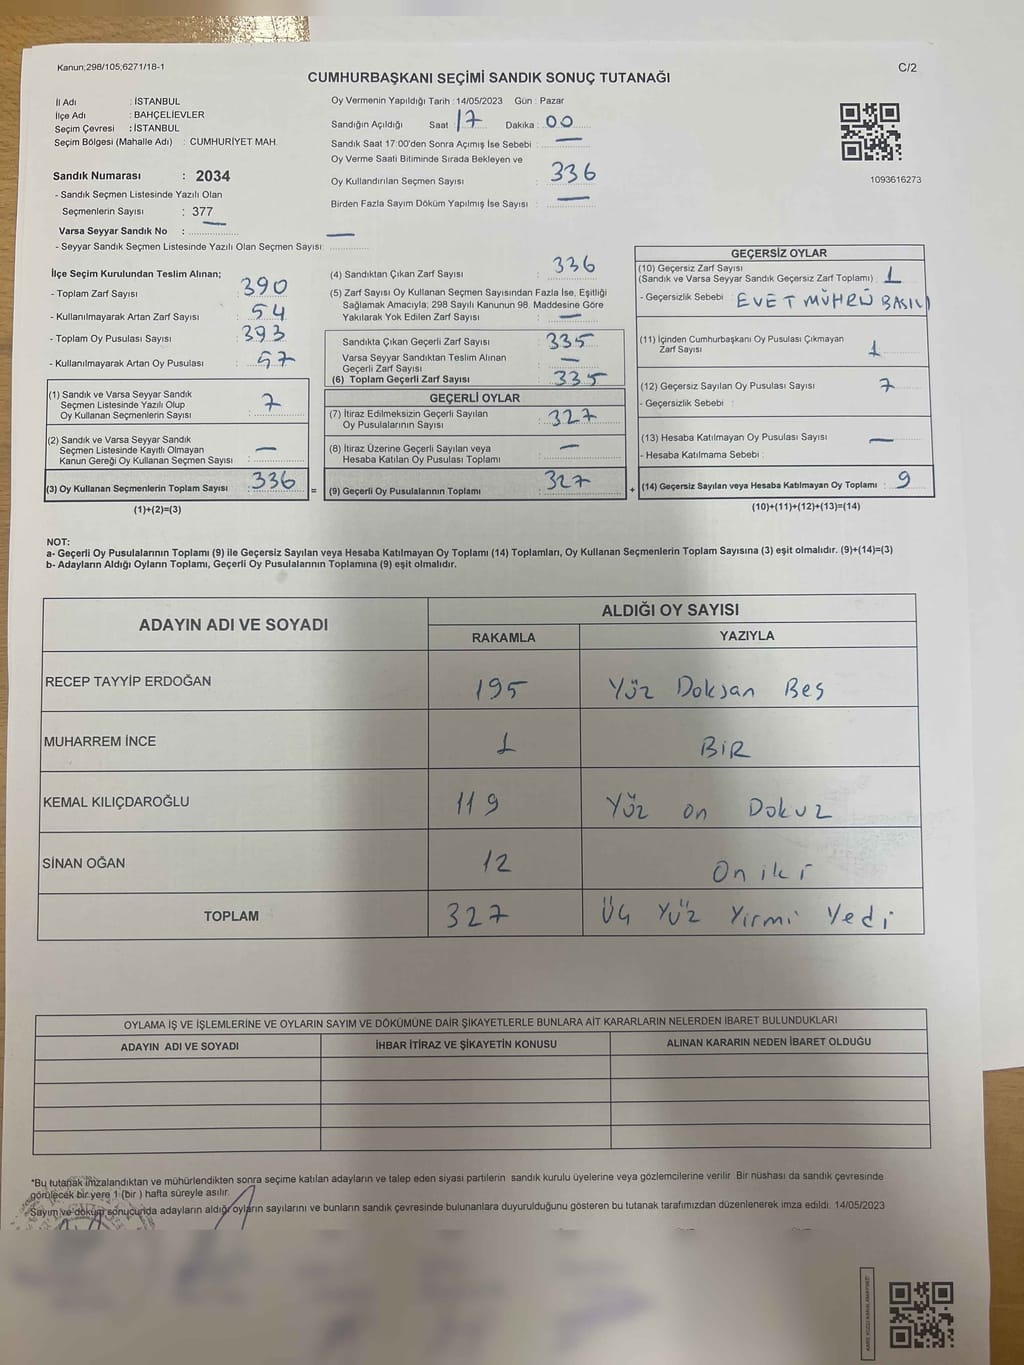 Kanun;298/105,6271/18-1
C/2
CUMHURBAŞKANI SEÇİMİ SANDIK SONUÇ TUTANAĞI
İl Adı : İSTANBUL
İlçe Adı : BAHÇELİEVLER
Seçim Çevresi : İSTANBUL
Seçim Bölgesi (Mahalle Adı) : CUMHURİYET MAH.
Sandık Numarası : 2034
- Sandık Seçmen Listesinde Yazılı Olan
Seçmenlerin Sayısı : 377
Varsa Seyyar Sandık No : —
- Seyyar Sandık Seçmen Listesinde Yazılı Olan Seçmen Sayısı: —
Oy Vermenin Yapıldığı Tarih : 14/05/2023 Gün : Pazar
Sandığın Açıldığı Saat : 17 Dakika : 00
Sandık Saat 17:00'den Sonra Açımış İse Sebebi : —
Oy Verme Saati Bitiminde Sırada Bekleyen ve
Oy Kullandırılan Seçmen Sayısı : 336
Birden Fazla Sayım Döküm Yapılmış İse Sayısı : —
1093616273
İlçe Seçim Kurulundan Teslim Alınan;
- Toplam Zarf Sayısı : 390
- Kullanılmayarak Artan Zarf Sayısı : 54
- Toplam Oy Pusulası Sayısı : 393
- Kullanılmayarak Artan Oy Pusulası : 57
(1) Sandık ve Varsa Seyyar Sandık
Seçmen Listesinde Yazılı Olup
Oy Kullanan Seçmenlerin Sayısı : 7
(2) Sandık ve Varsa Seyyar Sandık
Seçmen Listesinde Kayıtlı Olmayan
Kanun Gereği Oy Kullanan Seçmen Sayısı : —
(3) Oy Kullanan Seçmenlerin Toplam Sayısı : 336
(1)+(2)=(3)
(4) Sandıktan Çıkan Zarf Sayısı : 336
(5) Zarf Sayısı Oy Kullanan Seçmen Sayısından Fazla İse, Eşitliği
Sağlamak Amacıyla; 298 Sayılı Kanunun 98. Maddesine Göre
Yakılarak Yok Edilen Zarf Sayısı : —
Sandıkta Çıkan Geçerli Zarf Sayısı : 335
Varsa Seyyar Sandıktan Teslim Alınan
Geçerli Zarf Sayısı : —
(6) Toplam Geçerli Zarf Sayısı : 335
GEÇERLİ OYLAR
(7) İtiraz Edilmeksizin Geçerli Sayılan
Oy Pusulalarının Sayısı : 327
(8) İtiraz Üzerine Geçerli Sayılan veya
Hesaba Katılan Oy Pusulası Toplamı : —
= (9) Geçerli Oy Pusulalarının Toplamı : 327
GEÇERSİZ OYLAR
(10) Geçersiz Zarf Sayısı
(Sandık ve Varsa Seyyar Sandık Geçersiz Zarf Toplamı) : 1
- Geçersizlik Sebebi : EVET MÜHRÜ BASILI
(11) İçinden Cumhurbaşkanı Oy Pusulası Çıkmayan
Zarf Sayısı : 1
(12) Geçersiz Sayılan Oy Pusulası Sayısı : 7
- Geçersizlik Sebebi :
(13) Hesaba Katılmayan Oy Pusulası Sayısı : —
- Hesaba Katılmama Sebebi :
+ (14) Geçersiz Sayılan veya Hesaba Katılmayan Oy Toplamı : 9
(10)+(11)+(12)+(13)=(14)
NOT:
a- Geçerli Oy Pusulalarının Toplamı (9) ile Geçersiz Sayılan veya Hesaba Katılmayan Oy Toplamı (14) Toplamları, Oy Kullanan Seçmenlerin Toplam Sayısına (3) eşit olmalıdır. (9)+(14)=(3)
b- Adayların Aldığı Oyların Toplamı, Geçerli Oy Pusulalarının Toplamına (9) eşit olmalıdır.
ADAYIN ADI VE SOYADI
ALDIĞI OY SAYISI
RAKAMLA YAZIYLA
RECEP TAYYİP ERDOĞAN 195 Yüz Doksan Beş
MUHARREM İNCE 1 BİR
KEMAL KILIÇDAROĞLU 119 Yüz on Dokuz
SİNAN OĞAN 12 On iki
TOPLAM 327 Üç Yüz Yirmi Yedi
OYLAMA İŞ VE İŞLEMLERİNE VE OYLARIN SAYIM VE DÖKÜMÜNE DAİR ŞİKAYETLERLE BUNLARA AİT KARARLARIN NELERDEN İBARET BULUNDUKLARI
ADAYIN ADI VE SOYADI İHBAR İTİRAZ VE ŞİKAYETİN KONUSU ALINAN KARARIN NEDEN İBARET OLDUĞU
*Bu tutanak imzalandıktan ve mühürlendikten sonra seçime katılan adayların ve talep eden siyasi partilerin sandık kurulu üyelerine veya gözlemcilerine verilir. Bir nüshası da sandık çevresinde
görülecek bir yere 1 (bir ) hafta süreyle asılır.
Sayım ve döküm sonucunda adayların aldığı oyların sayılarını ve bunların sandık çevresinde bulunanlara duyurulduğunu gösteren bu tutanak tarafımızdan düzenlenerek imza edildi. 14/05/2023